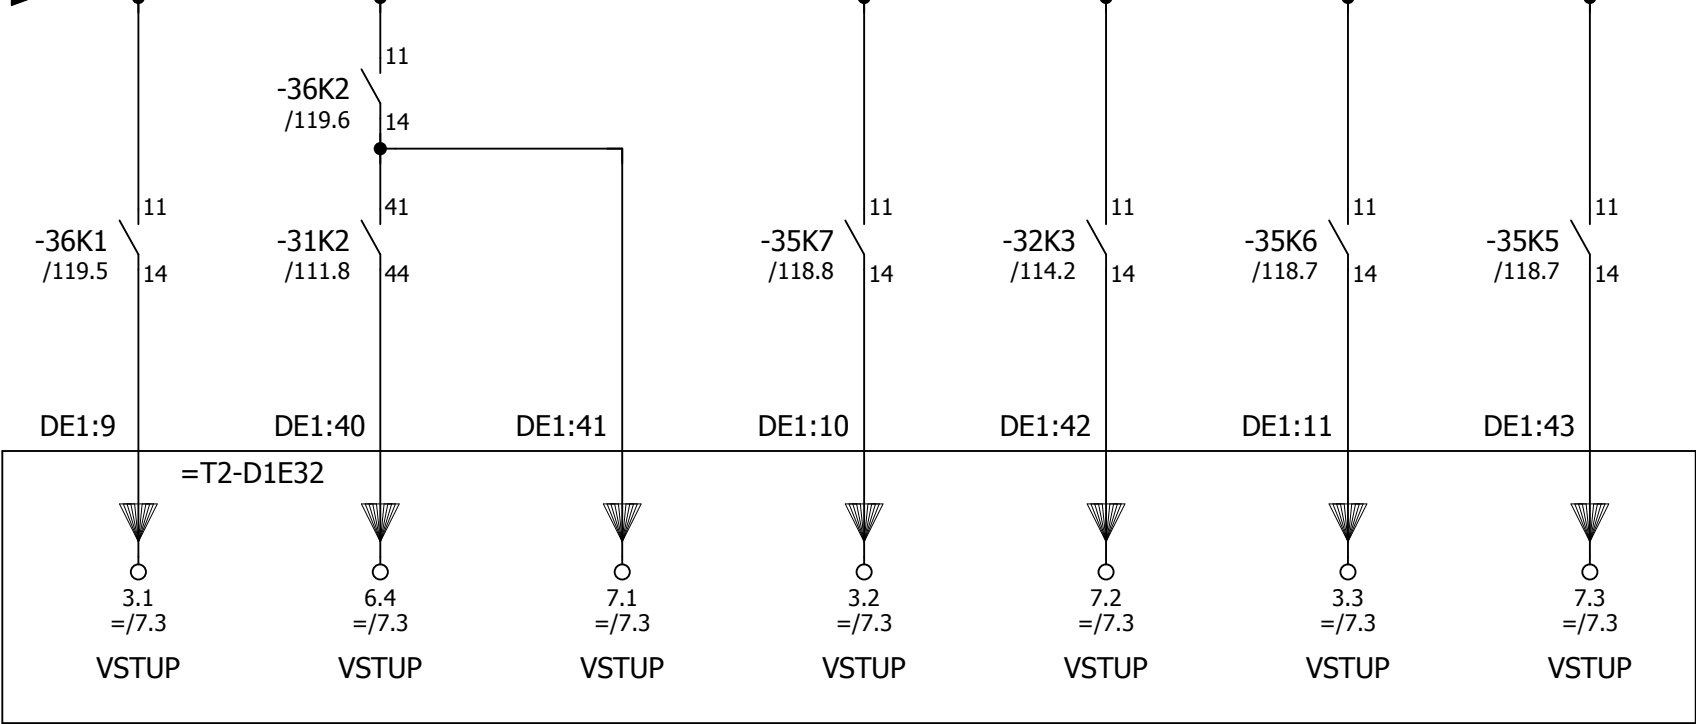 11
-36K2
/119.6
14
11
-36K1
/119.5
14
41
-31K2
/111.8
44
11
-35K7
/118.8
14
11
-32K3
/114.2
14
11
-35K6
/118.7
14
11
-35K5
/118.7
14
DE1:9
DE1:40
DE1:41
DE1:10
DE1:42
DE1:11
DE1:43
=T2-D1E32
3.1
=/7.3
VSTUP
6.4
=/7.3
VSTUP
7.1
=/7.3
VSTUP
3.2
=/7.3
VSTUP
7.2
=/7.3
VSTUP
3.3
=/7.3
VSTUP
7.3
=/7.3
VSTUP